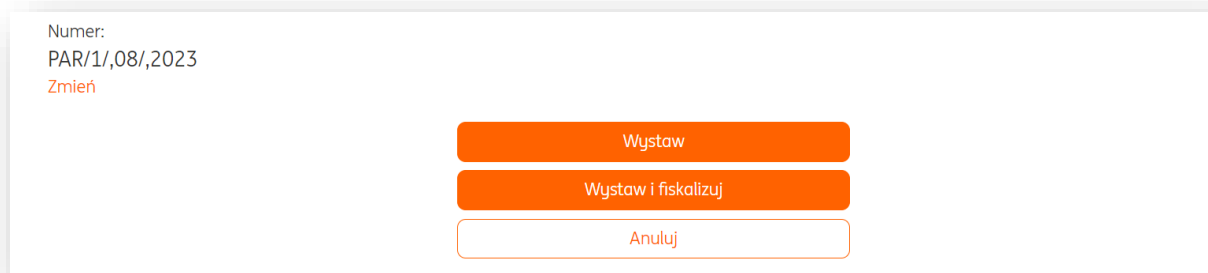 Numer:
PAR/1/,08/,2023
Zmień
Wystaw
Wystaw i fiskalizuj
Anuluj